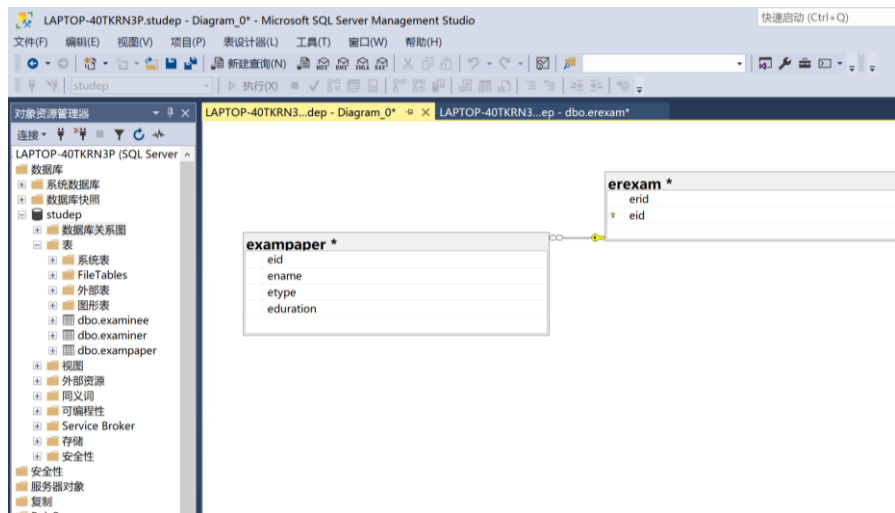 LAPTOP-40TKRN3P.studep - Diagram_0* - Microsoft SQL Server Management Studio
快速启动 (Ctrl+Q)
文件(F) 编辑(E) 视图(V) 项目(P) 表设计器(L) 工具(T) 窗口(W) 帮助(H)
新建查询(N)
studep 执行(X)
对象资源管理器
LAPTOP-40TKRN3...dep - Diagram_0*
LAPTOP-40TKRN3...ep - dbo.erexam*
连接
LAPTOP-40TKRN3P (SQL Server
数据库
系统数据库
数据库快照
studep
数据库关系图
表
系统表
FileTables
外部表
图形表
dbo.examinee
dbo.examiner
dbo.exampaper
视图
外部资源
同义词
可编程性
Service Broker
存储
安全性
安全性
服务器对象
复制
exampaper *
eid
ename
etype
eduration
erexam *
erid
eid